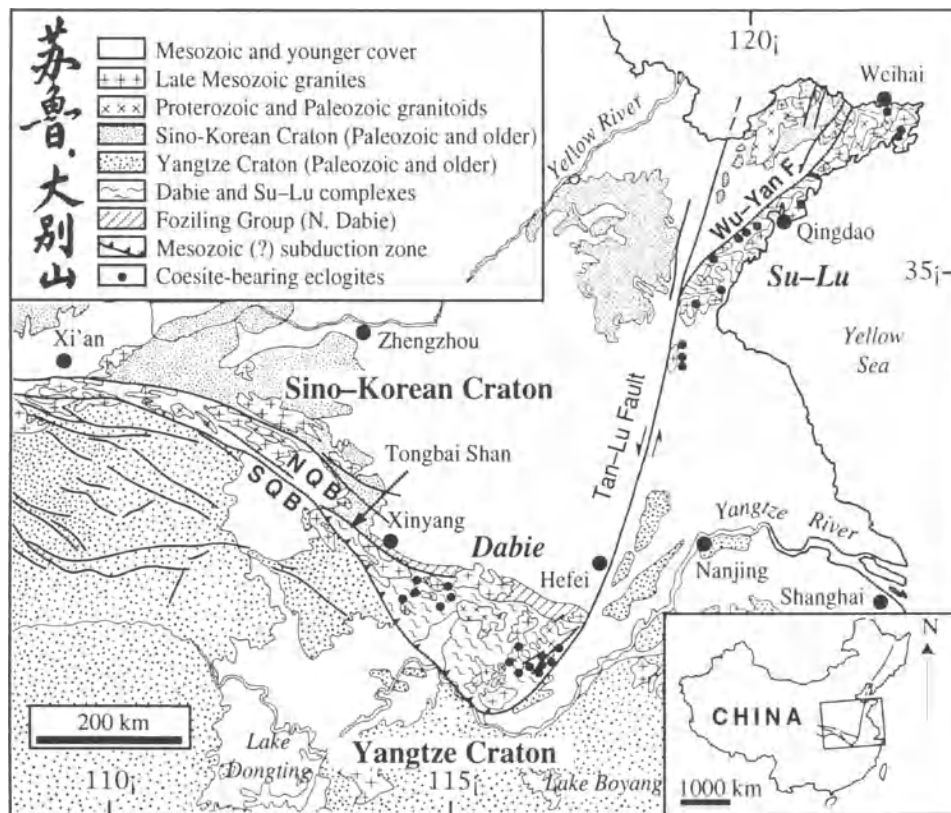 苏鲁·大别山
Mesozoic and younger cover
Late Mesozoic granites
Proterozoic and Paleozoic granitoids
Sino-Korean Craton (Paleozoic and older)
Yangtze Craton (Paleozoic and older)
Dabie and Su–Lu complexes
Foziling Group (N. Dabie)
Mesozoic (?) subduction zone
Coesite-bearing eclogites
120¡
Weihai
Yellow River
Wu–Yan F.
Qingdao
Su–Lu
35¡
Yellow
Sea
Xi'an
Zhengzhou
Sino–Korean Craton
Tan–Lu Fault
Tongbai Shan
NQB
SQB
Xinyang
Dabie
Hefei
Yangtze
River
Nanjing
Shanghai
200 km
Lake
Dongting
Yangtze Craton
Lake Boyang
110¡
115¡
N
CHINA
1000 km